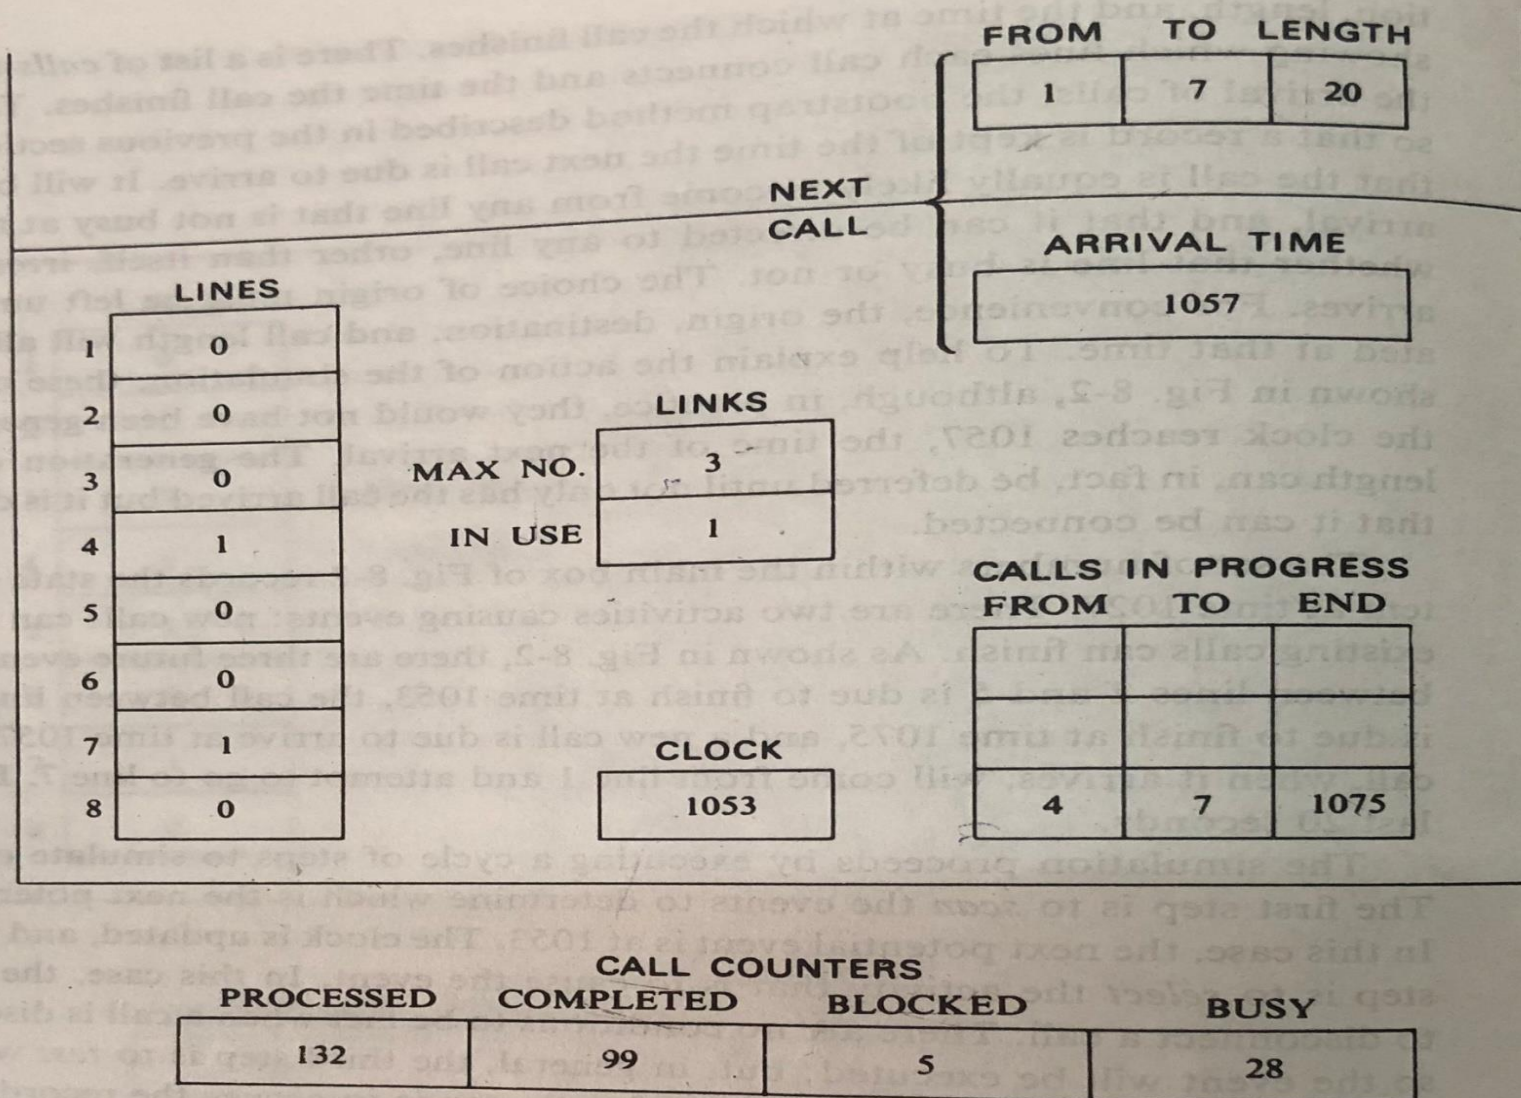 FROM TO LENGTH
1 7 20
NEXT
CALL
ARRIVAL TIME
1057
LINES
1 0
2 0
3 0
4 1
5 0
6 0
7 1
8 0
LINKS
MAX NO. 3
IN USE 1
CLOCK
1053
CALLS IN PROGRESS
FROM TO END
4 7 1075
CALL COUNTERS
PROCESSED COMPLETED BLOCKED BUSY
132 99 5 28